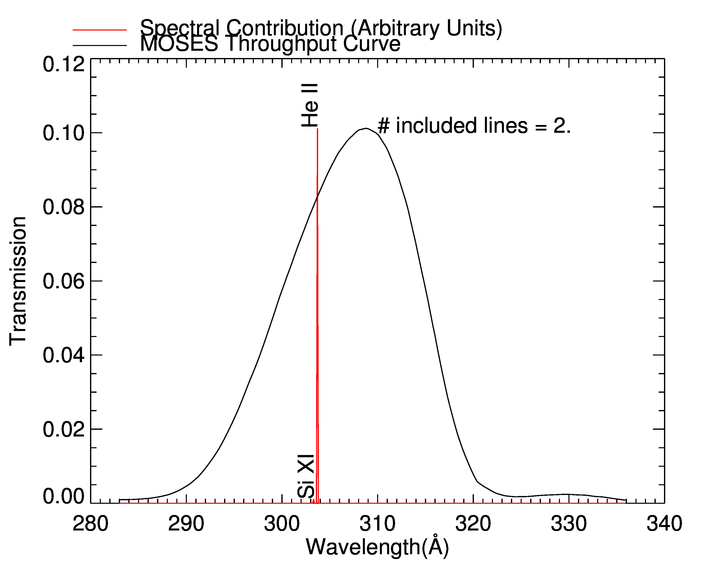 Spectral Contribution (Arbitrary Units)
MOSES Throughput Curve
0.12
0.10
0.08
0.06
0.04
0.02
0.00
Transmission
He II
# included lines = 2.
Si XI
280 290 300 310 320 330 340
Wavelength(Å)